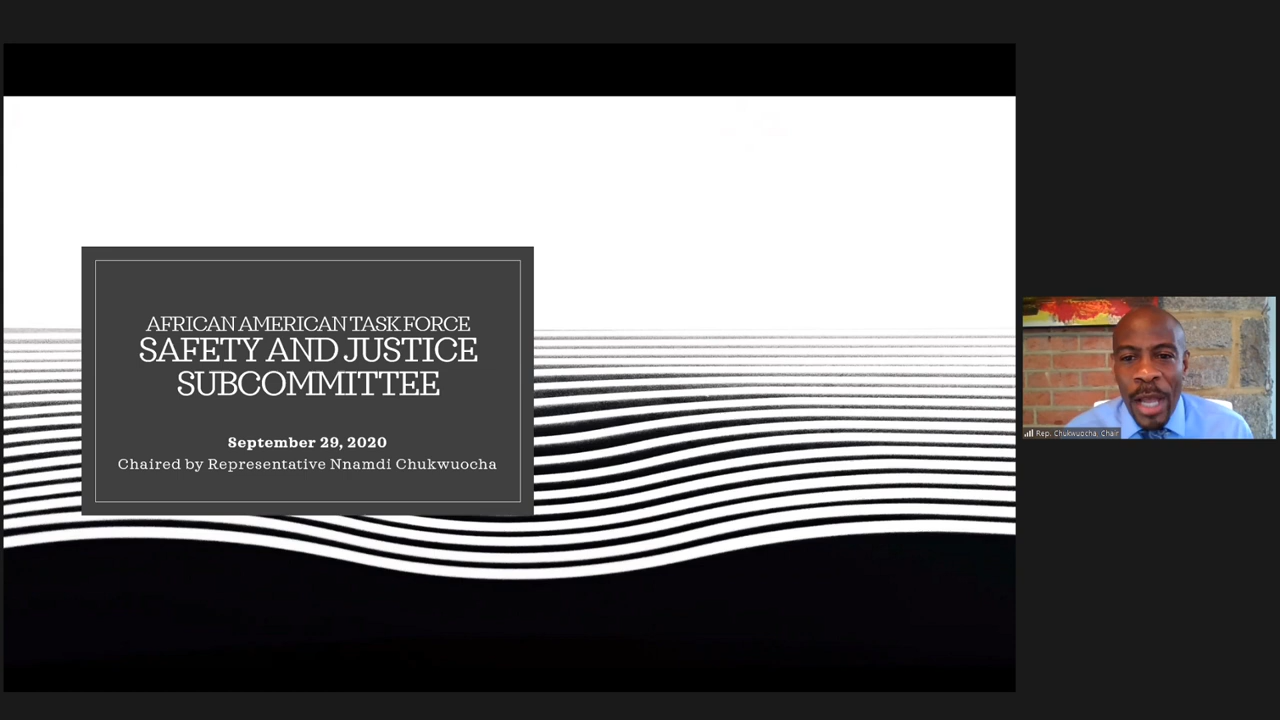 AFRICAN AMERICAN TASK FORCE
SAFETY AND JUSTICE
SUBCOMMITTEE
September 29, 2020
Chaired by Representative Nnamdi Chukwuocha
Rep. Chukwuocha, Chair